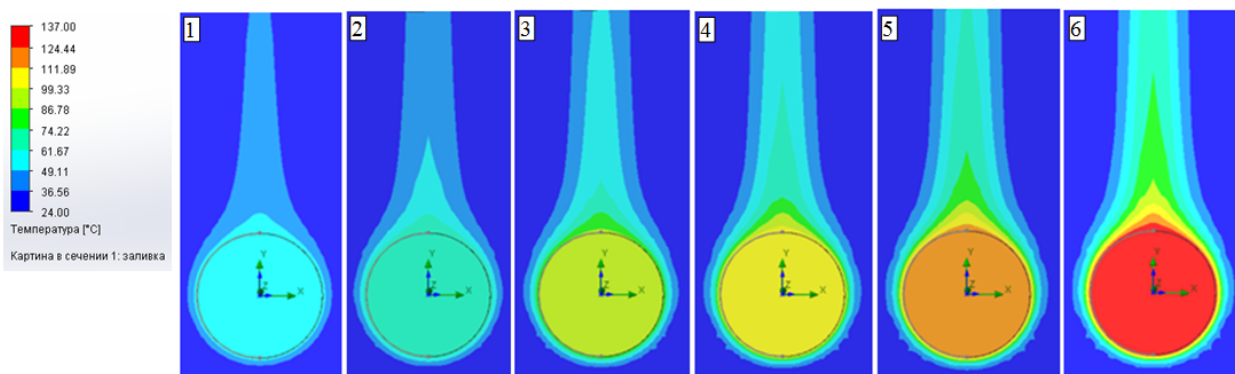 137.00
124.44
111.89
99.33
86.78
74.22
61.67
49.11
36.56
24.00
Температура [°C]
Картина в сечении 1: заливка
1
2
3
4
5
6
Y
X
Z
Y
X
Z
Y
X
Z
Y
X
Z
Y
X
Z
Y
X
Z